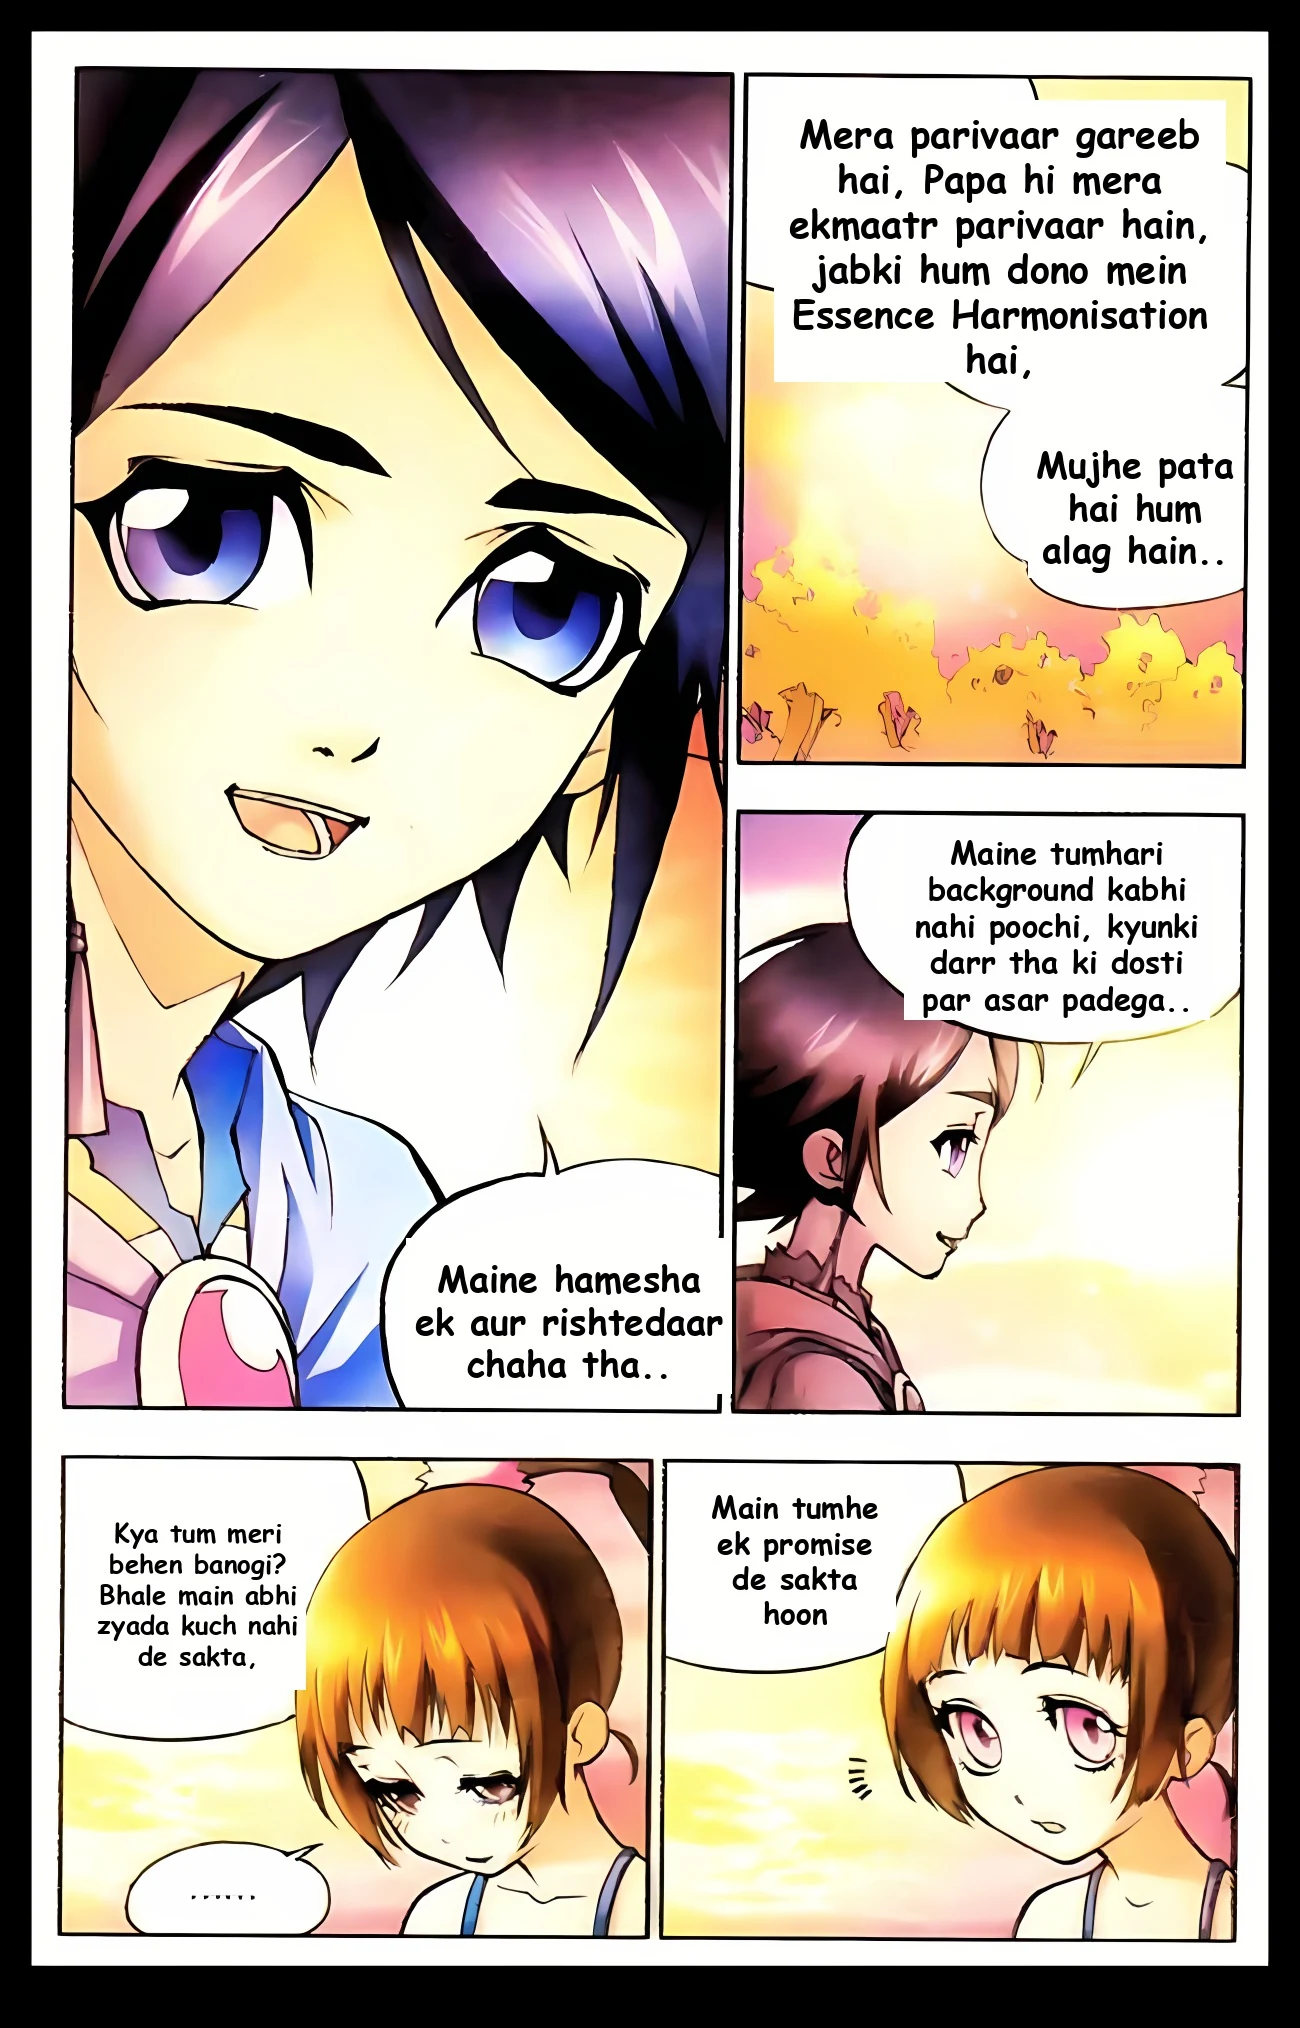 Mera parivaar gareeb
hai, Papa hi mera
ekmaatr parivaar hain,
jabki hum dono mein
Essence Harmonisation
hai,
Mujhe pata
hai hum
alag hain..
Maine hamesha
ek aur rishtedaar
chaha tha..
Maine tumhari
background kabhi
nahi poochi, kyunki
darr tha ki dosti
par asar padega..
Kya tum meri
behen banogi?
Bhale main abhi
zyada kuch nahi
de sakta,
......
Main tumhe
ek promise
de sakta
hoon